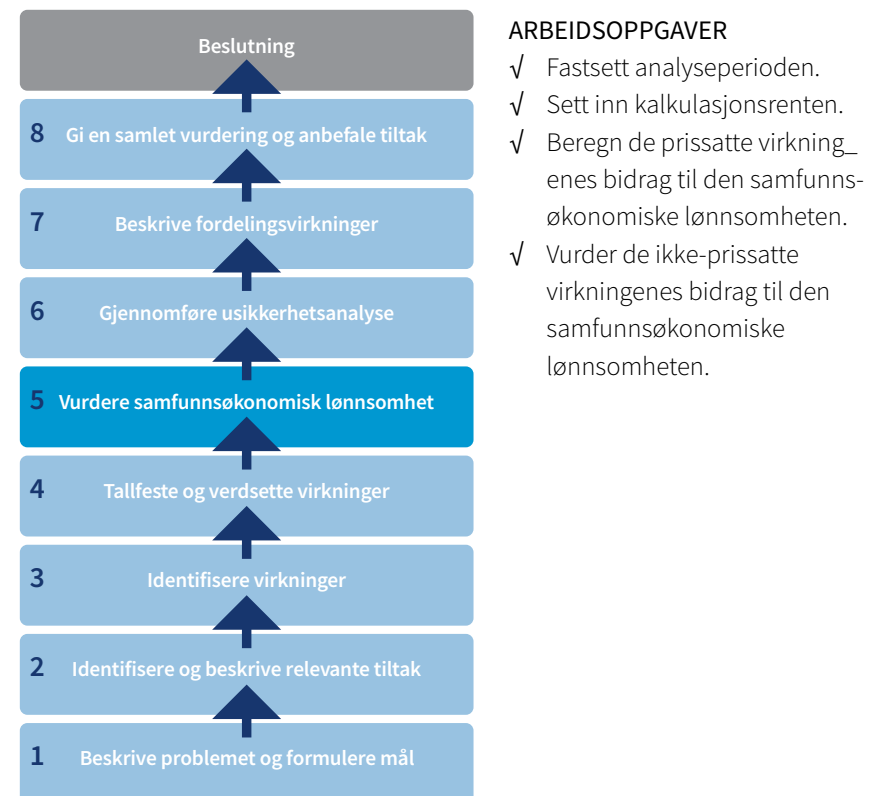 Beslutning
8 Gi en samlet vurdering og anbefale tiltak
7 Beskrive fordelingsvirkninger
6 Gjennomføre usikkerhetsanalyse
5 Vurdere samfunnsøkonomisk lønnsomhet
4 Tallfeste og verdsette virkninger
3 Identifisere virkninger
2 Identifisere og beskrive relevante tiltak
1 Beskrive problemet og formulere mål
ARBEIDSOPPGAVER
√ Fastsett analyseperioden.
√ Sett inn kalkulasjonsrenten.
√ Beregn de prissatte virkning_
enes bidrag til den samfunns-
økonomiske lønnsomheten.
√ Vurder de ikke-prissatte
virkningenes bidrag til den
samfunnsøkonomiske
lønnsomheten.